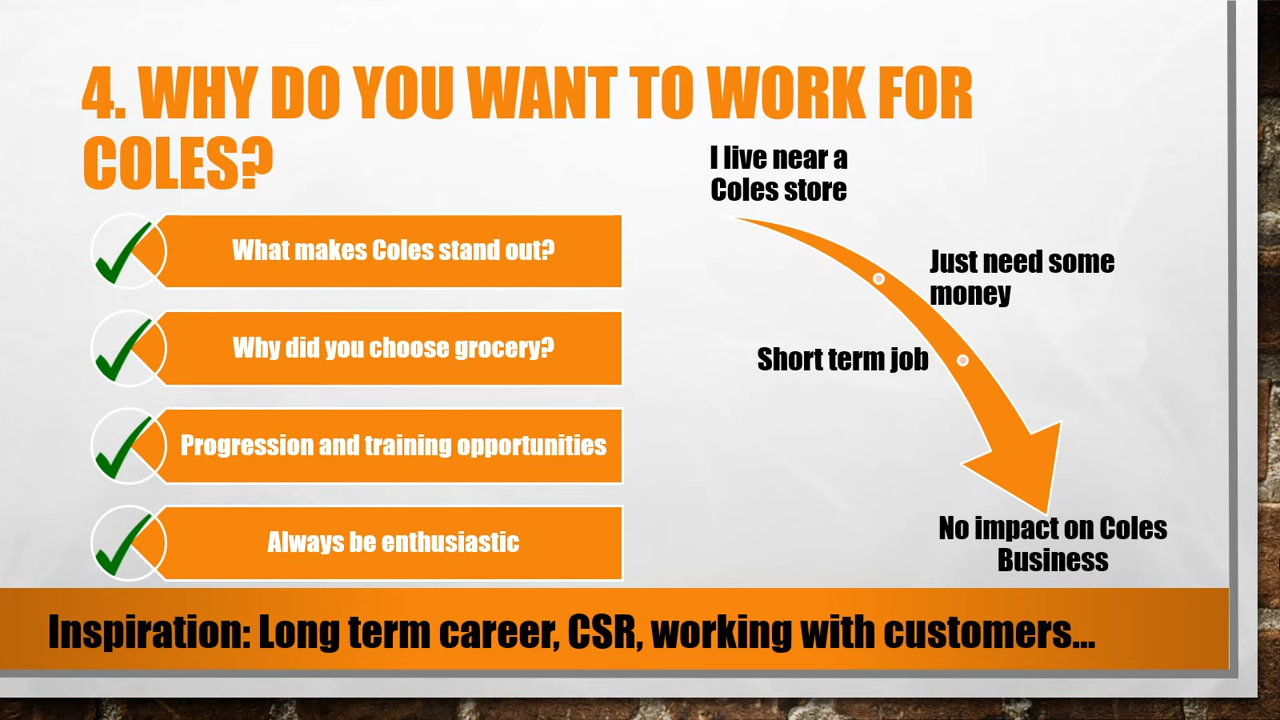 4. WHY DO YOU WANT TO WORK FOR
COLES?
What makes Coles stand out?
Why did you choose grocery?
Progression and training opportunities
Always be enthusiastic
I live near a
Coles store
Just need some
money
Short term job
No impact on Coles
Business
Inspiration: Long term career, CSR, working with customers...